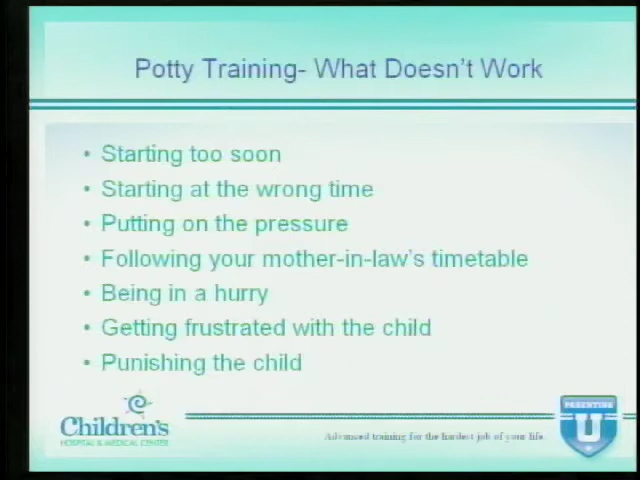 Potty Training- What Doesn't Work
• Starting too soon
• Starting at the wrong time
• Putting on the pressure
• Following your mother-in-law's timetable
• Being in a hurry
• Getting frustrated with the child
• Punishing the child
Children's
HOSPITAL & MEDICAL CENTER
Advanced training for the hardest job of your life.
PARENTING
U